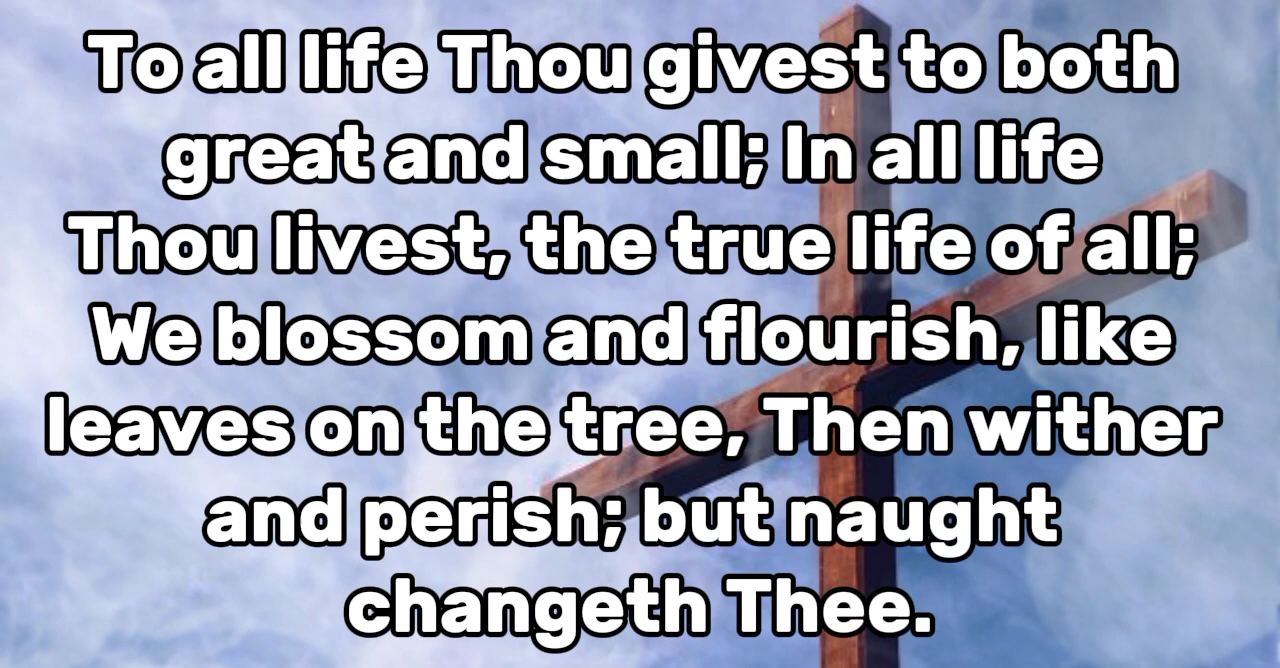 To all life Thou givest to both
great and small; In all life
Thou livest, the true life of all;
We blossom and flourish, like
leaves on the tree, Then wither
and perish; but naught
changeth Thee.